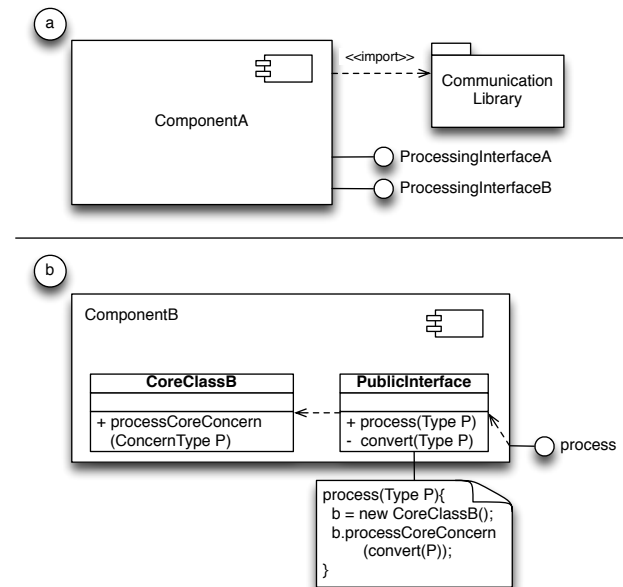 a
<<import>>
Communication
Library
ComponentA
ProcessingInterfaceA
ProcessingInterfaceB
b
ComponentB
CoreClassB
+ processCoreConcern
(ConcernType P)
PublicInterface
+ process(Type P)
- convert(Type P)
process
process(Type P){
b = new CoreClassB();
b.processCoreConcern
(convert(P));
}